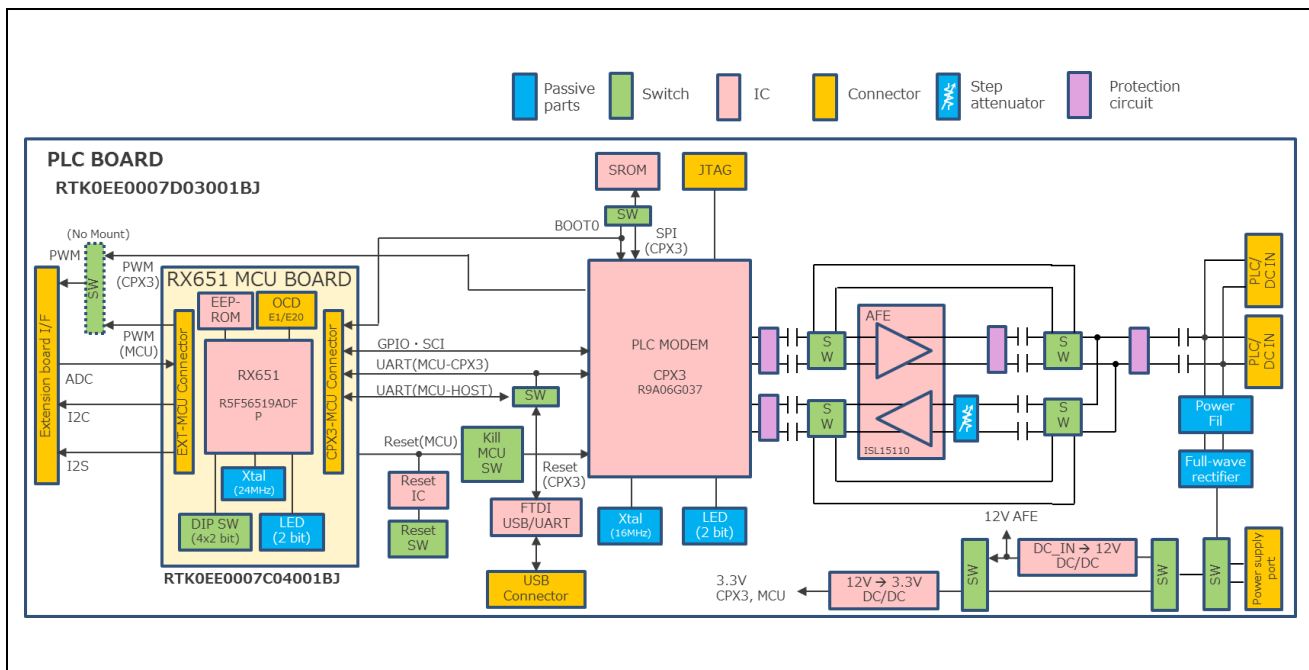 Passive
parts
Switch
IC
Connector
Step
attenuator
Protection
circuit
PLC BOARD
RTK0EE0007D03001BJ
SROM
JTAG
SW
BOOT0
SPI
(CPX3)
(No Mount)
PWM
SW
PWM
(CPX3)
PWM
(MCU)
Extension board I/F
ADC
I2C
I2S
RX651 MCU BOARD
EEP-
ROM
OCD
E1/E20
EXT-MCU Connector
RX651
R5F56519ADF
P
CPX3-MCU Connector
Xtal
(24MHz)
DIP SW
(4x2 bit)
LED
(2 bit)
RTK0EE0007C04001BJ
GPIO・SCI
UART(MCU-CPX3)
UART(MCU-HOST)
SW
Reset(MCU)
Kill
MCU
SW
Reset
(CPX3)
Reset
IC
Reset
SW
FTDI
USB/UART
USB
Connector
PLC MODEM
CPX3
R9A06G037
Xtal
(16MHz)
LED
(2 bit)
S
W
S
W
AFE
ISL15110
S
W
S
W
PLC/
DC IN
PLC/
DC IN
Power
Fil
Full-wave
rectifier
12V AFE
SW
DC_IN → 12V
DC/DC
SW
SW
Power supply
port
3.3V
CPX3, MCU
12V → 3.3V
DC/DC